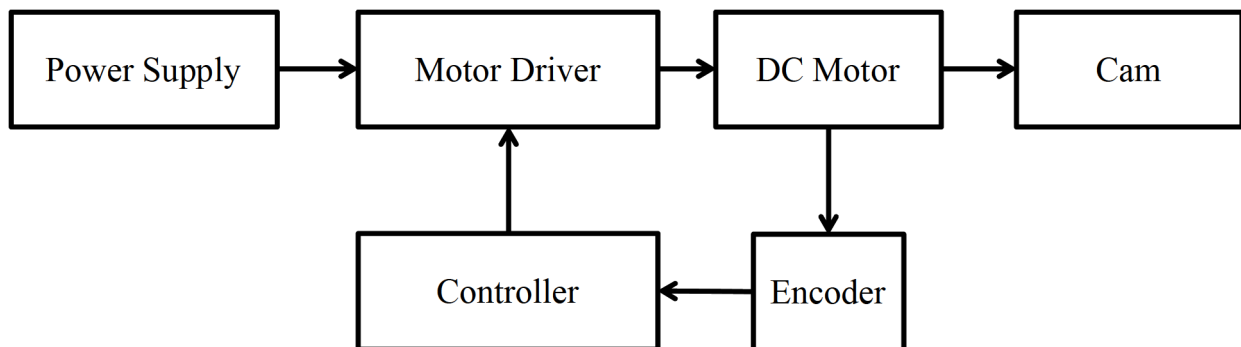 Power Supply
Motor Driver
DC Motor
Cam
Controller
Encoder